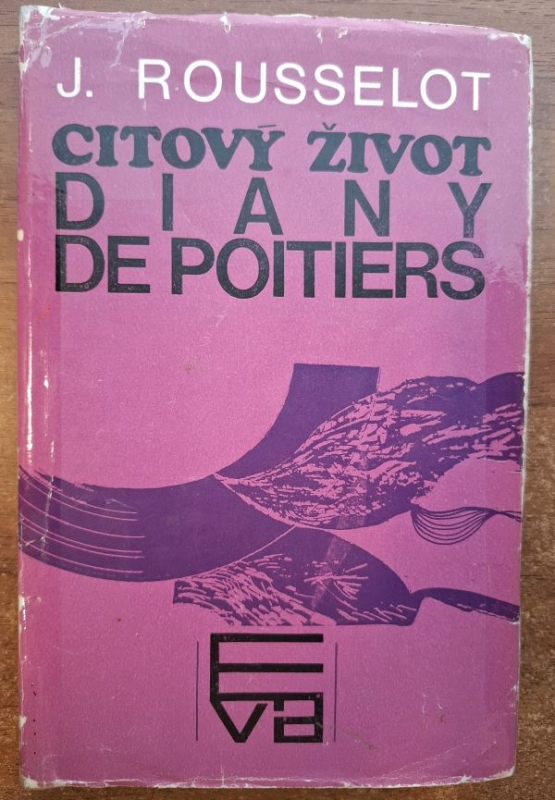 J. ROUSSELOT
CITOVÝ ŽIVOT
DIANY
DE POITIERS
Eva